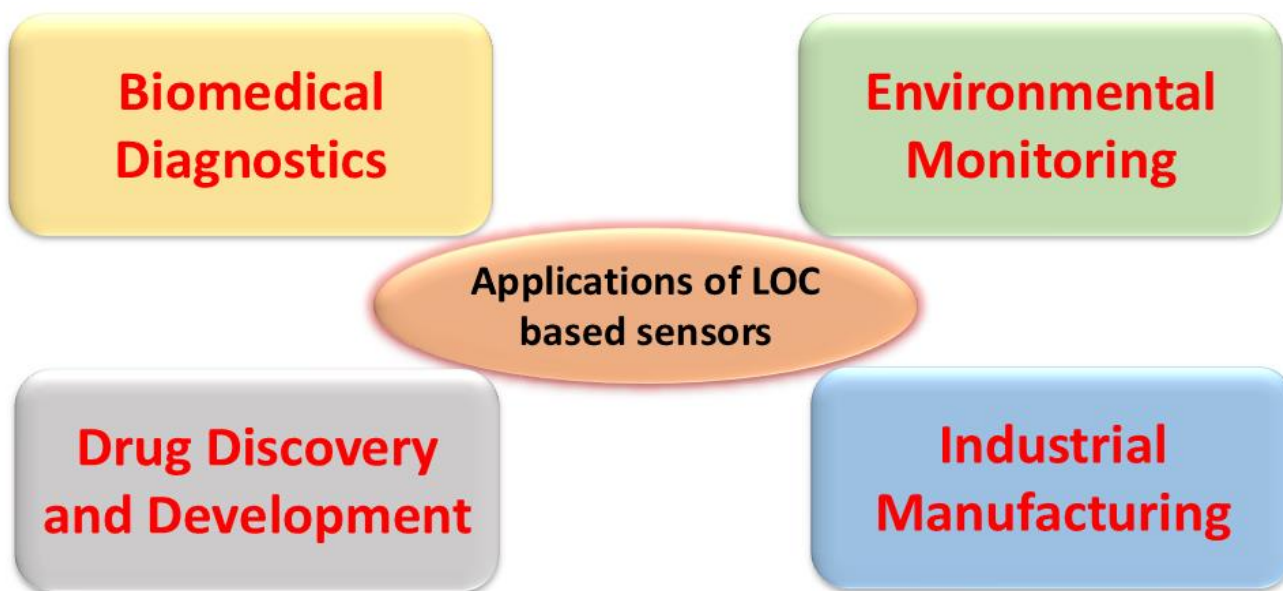 Biomedical
Diagnostics
Environmental
Monitoring
Applications of LOC
based sensors
Drug Discovery
and Development
Industrial
Manufacturing